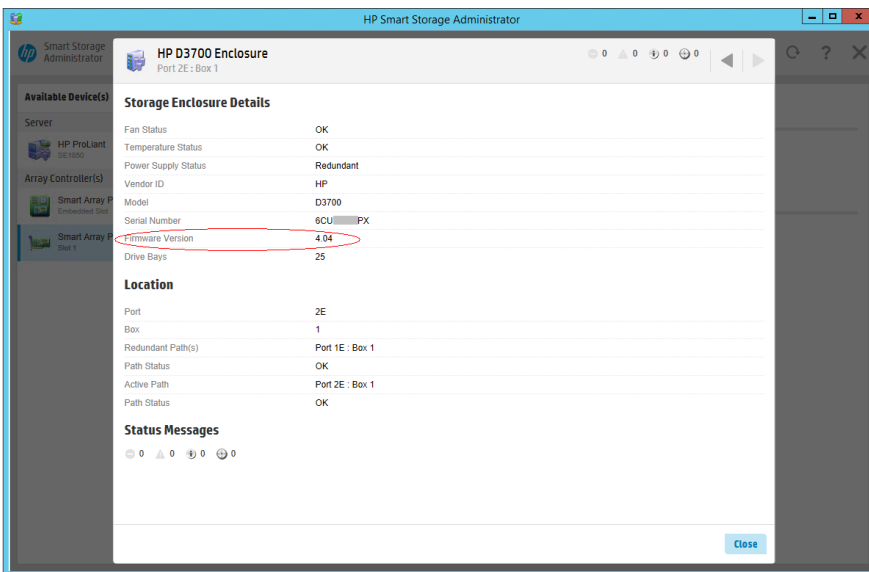 HP Smart Storage Administrator
Smart Storage
Administrator
HP D3700 Enclosure
Port 2E : Box 1
0 0 0 0
?
Available Device(s)
Server
HP ProLiant
SE1650
Array Controller(s)
Smart Array P
Embedded Slot
Smart Array P
Slot 1
Storage Enclosure Details
Fan Status OK
Temperature Status OK
Power Supply Status Redundant
Vendor ID HP
Model D3700
Serial Number 6CU PX
Firmware Version 4.04
Drive Bays 25
Location
Port 2E
Box 1
Redundant Path(s) Port 1E : Box 1
Path Status OK
Active Path Port 2E : Box 1
Path Status OK
Status Messages
0 0 0 0
Close